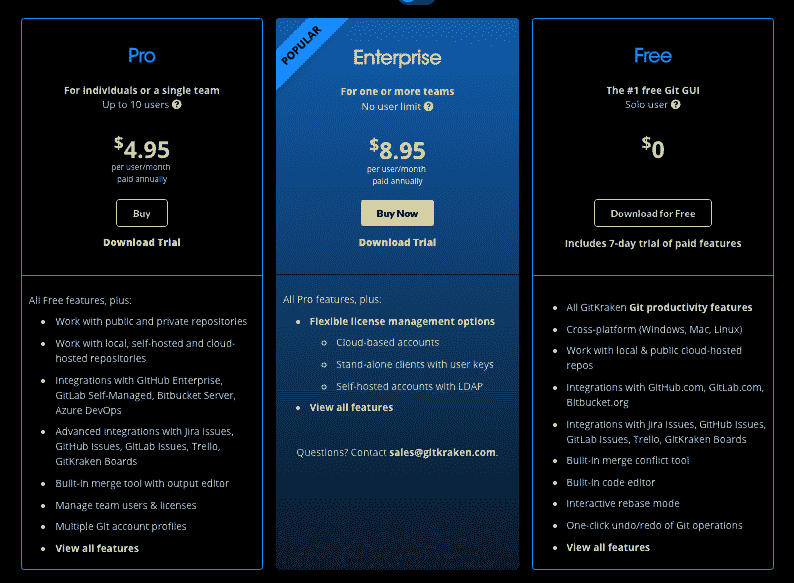 Pro
For individuals or a single team
Up to 10 users ?
$4.95
per user/month
paid annually
Buy
Download Trial
All Free features, plus:
Work with public and private repositories
Work with local, self-hosted and cloud-
hosted repositories
Integrations with GitHub Enterprise,
GitLab Self-Managed, Bitbucket Server,
Azure DevOps
Advanced integrations with Jira Issues,
GitHub Issues, GitLab Issues, Trello,
GitKraken Boards
Built-in merge tool with output editor
Manage team users & licenses
Multiple Git account profiles
View all features
POPULAR
Enterprise
For one or more teams
No user limit ?
$8.95
per user/month
paid annually
Buy Now
Download Trial
All Pro features, plus:
Flexible license management options
Cloud-based accounts
Stand-alone clients with user keys
Self-hosted accounts with LDAP
View all features
Questions? Contact sales@gitkraken.com.
Free
The #1 free Git GUI
Solo user ?
$0
Download for Free
Includes 7-day trial of paid features
All GitKraken Git productivity features
Cross-platform (Windows, Mac, Linux)
Work with local & public cloud-hosted
repos
Integrations with GitHub.com, GitLab.com,
Bitbucket.org
Integrations with Jira Issues, GitHub Issues,
GitLab Issues, Trello, GitKraken Boards
Built-in merge conflict tool
Built-in code editor
Interactive rebase mode
One-click undo/redo of Git operations
View all features